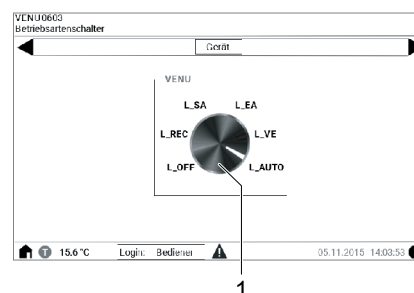 VENU0603
Betriebsartenschalter
Gerät
VENU
L_SA L_EA
L_REC L_VE
L_OFF L_AUTO
T 15.6 °C Login: Bediener 05.11.2015 14:03:53
1